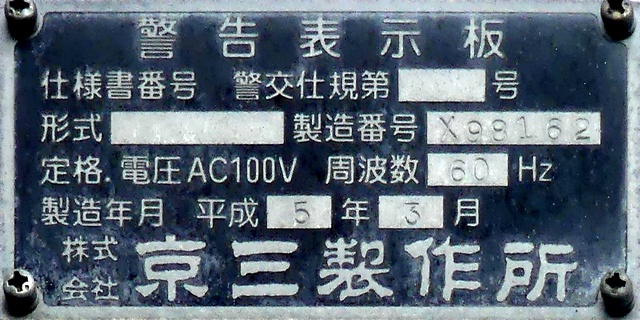 警告表示板
仕様書番号 警交仕規第 号
形式 製造番号 X98162
定格.電圧AC100V 周波数 60 Hz
製造年月 平成 5 年 3 月
株式会社 京三製作所